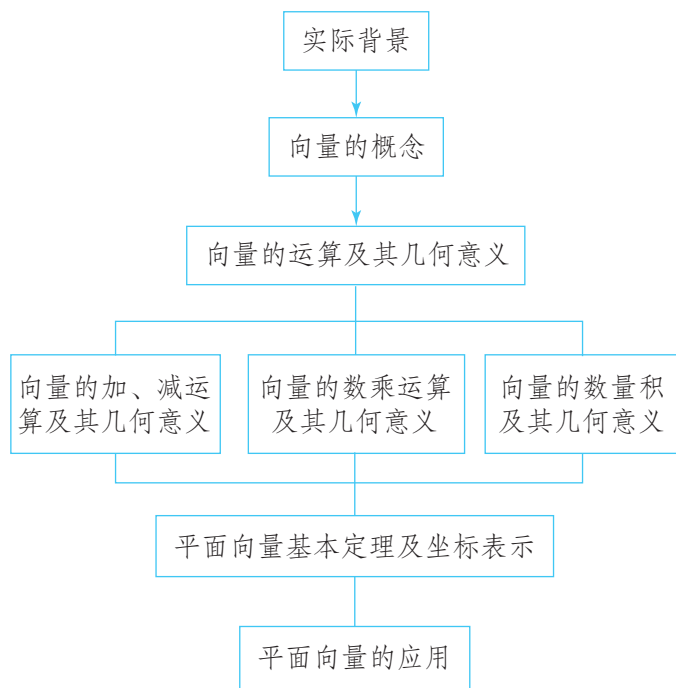 实际背景
向量的概念
向量的运算及其几何意义
向量的加、减运
算及其几何意义
向量的数乘运算
及其几何意义
向量的数量积
及其几何意义
平面向量基本定理及坐标表示
平面向量的应用